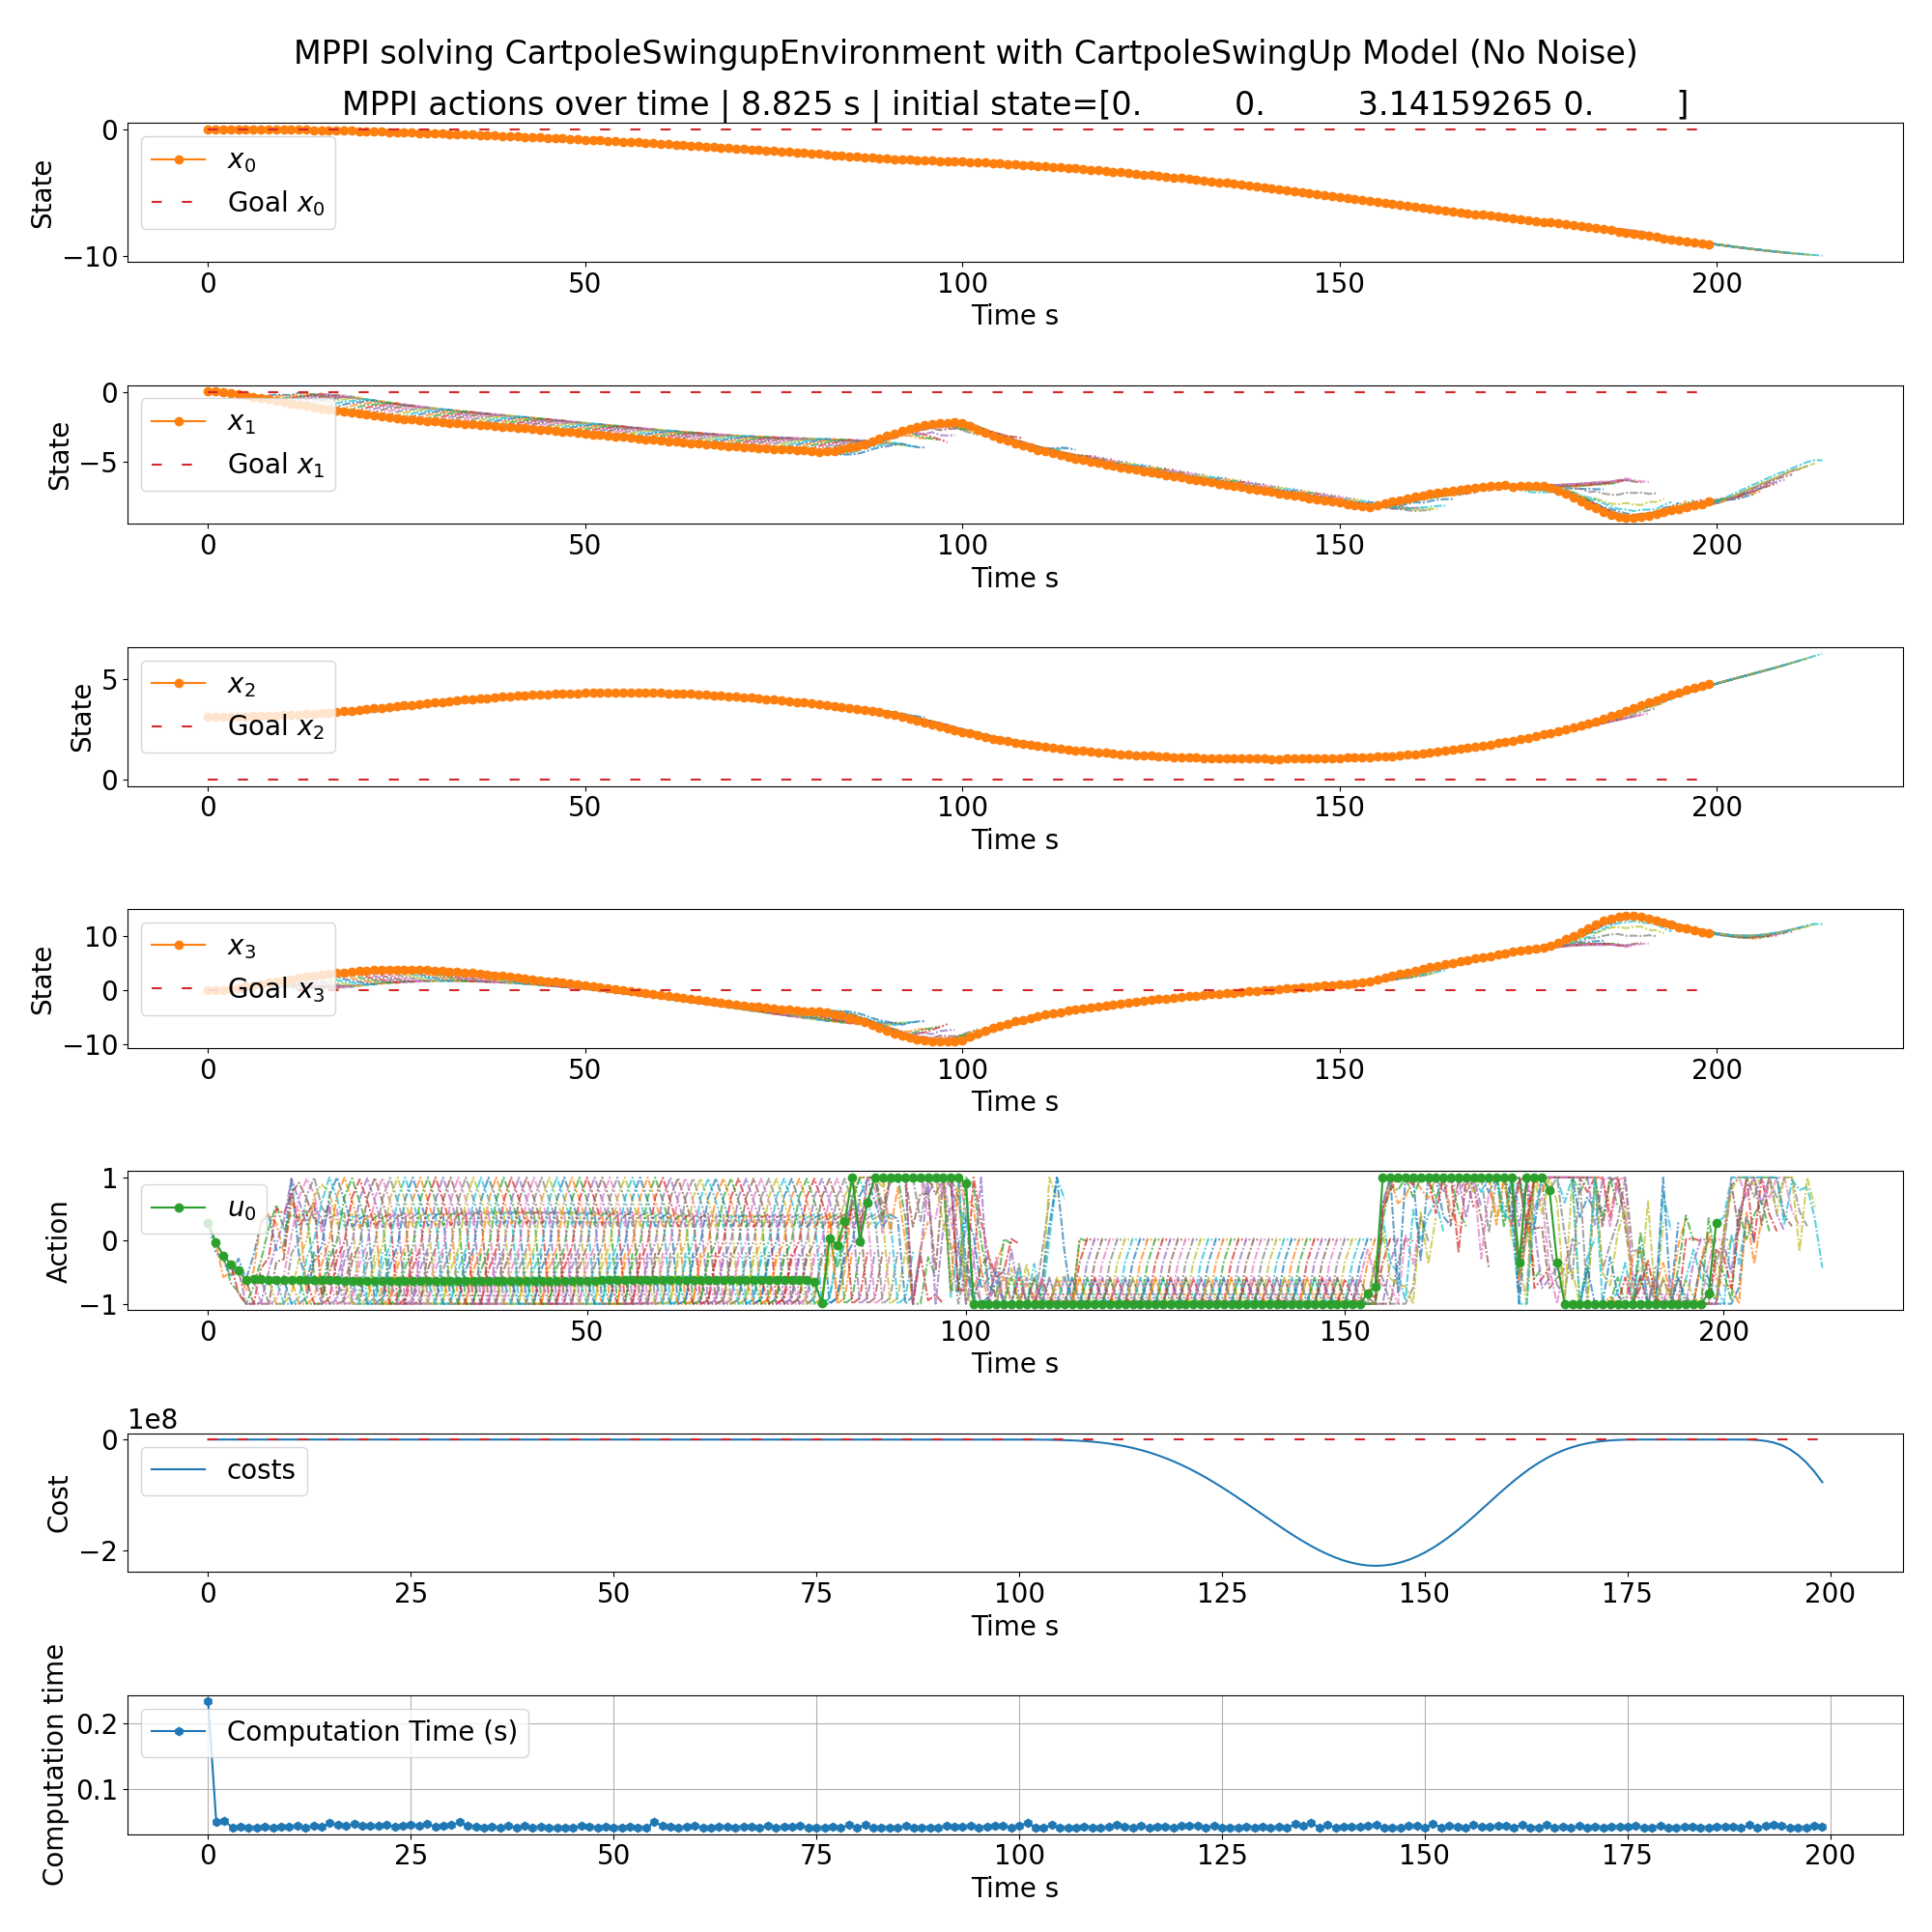 MPPI solving CartpoleSwingupEnvironment with CartpoleSwingUp Model (No Noise)
MPPI actions over time | 8.825 s | initial state=[0. 0. 3.14159265 0. ]
State
0
−10
x0
Goal x0
0 50 100 150 200
Time s
State
0
−5
x1
Goal x1
0 50 100 150 200
Time s
State
5
0
x2
Goal x2
0 50 100 150 200
Time s
State
10
0
−10
x3
Goal x3
0 50 100 150 200
Time s
Action
1
0
−1
u0
0 50 100 150 200
Time s
1e8
Cost
0
−2
costs
0 25 50 75 100 125 150 175 200
Time s
Computation time
0.2
0.1
Computation Time (s)
0 25 50 75 100 125 150 175 200
Time s